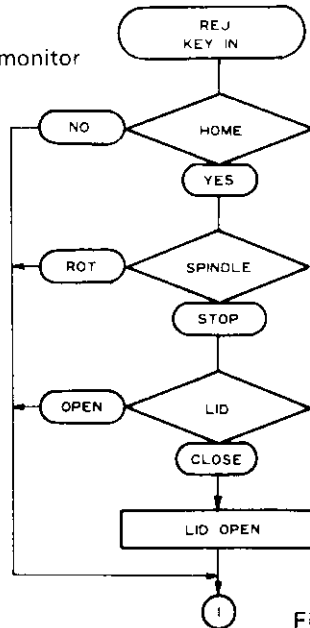 REJ
KEY IN
monitor
NO
HOME
YES
ROT
SPINDLE
STOP
OPEN
LID
CLOSE
LID OPEN
1